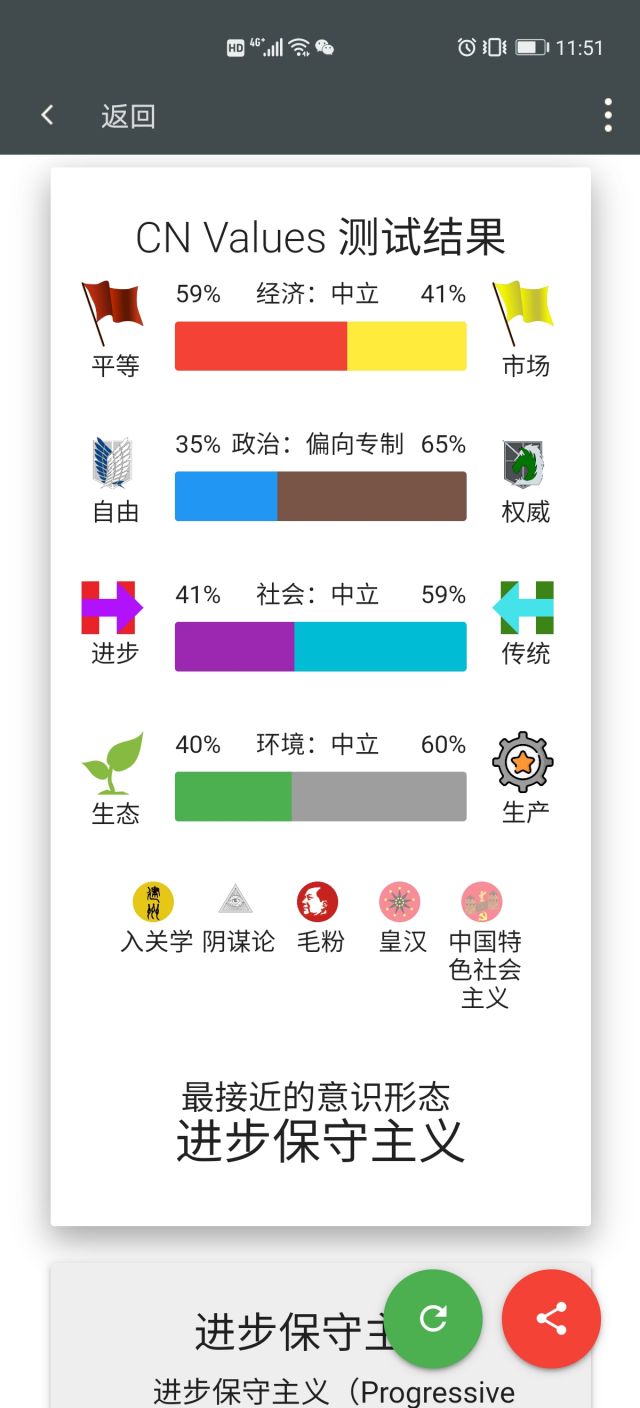 HD 4G+ 11:51
返回
CN Values 测试结果
59% 经济：中立 41%
平等 市场
35% 政治：偏向专制 65%
自由 权威
41% 社会：中立 59%
进步 传统
40% 环境：中立 60%
生态 生产
建州
入关学 阴谋论 毛粉 皇汉 中国特
色社会
主义
最接近的意识形态
进步保守主义
进步保守主
进步保守主义（Progressive